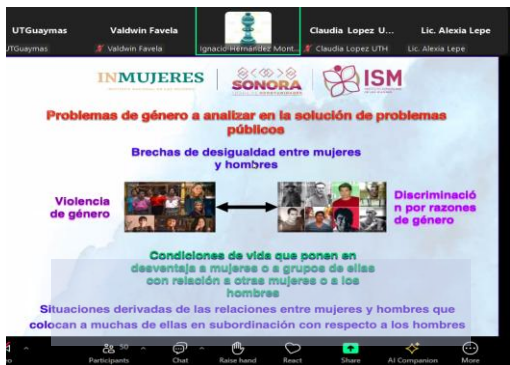 UTGuaymas
Valdwin Favela
Claudia Lopez U...
Lic. Alexia Lepe
UTGuaymas
Valdwin Favela
Ignacio Hernández Mont...
Claudia Lopez UTH
Lic. Alexia Lepe
INMUJERES
SONORA
ISM
Problemas de género a analizar en la solución de problemas
públicos
Brechas de desigualdad entre mujeres
y hombres
Violencia
de género
Discriminació
n por razones
de género
Condiciones de vida que ponen en
desventaja a mujeres o a grupos de ellas
con relación a otras mujeres o a los
hombres
Situaciones derivadas de las relaciones entre mujeres y hombres que
colocan a muchas de ellas en subordinación con respecto a los hombres
50
Participants
Chat
Raise hand
React
Share
AI Companion
More